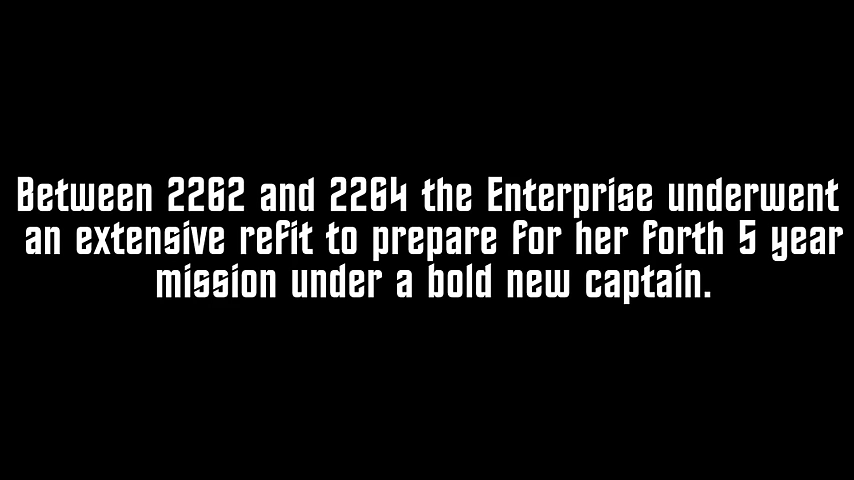 Between 2262 and 2264 the Enterprise underwent
an extensive refit to prepare for her forth 5 year
mission under a bold new captain.